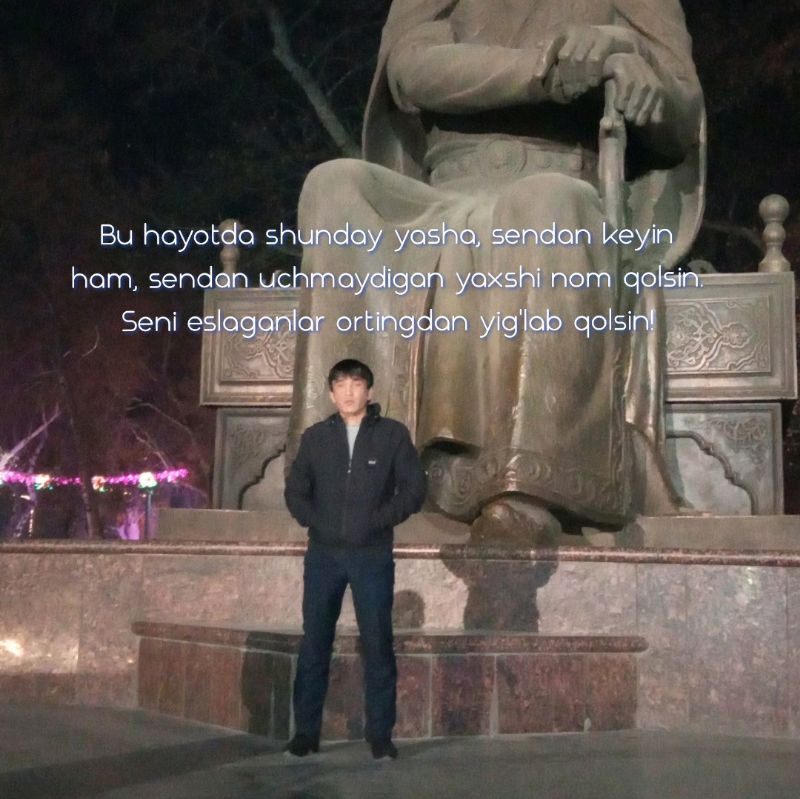 Bu hayotda shunday yasha, sendan keyin
ham, sendan uchmaydigan yaxshi nom qolsin.
Seni eslaganlar ortingdan yig'lab qolsin!